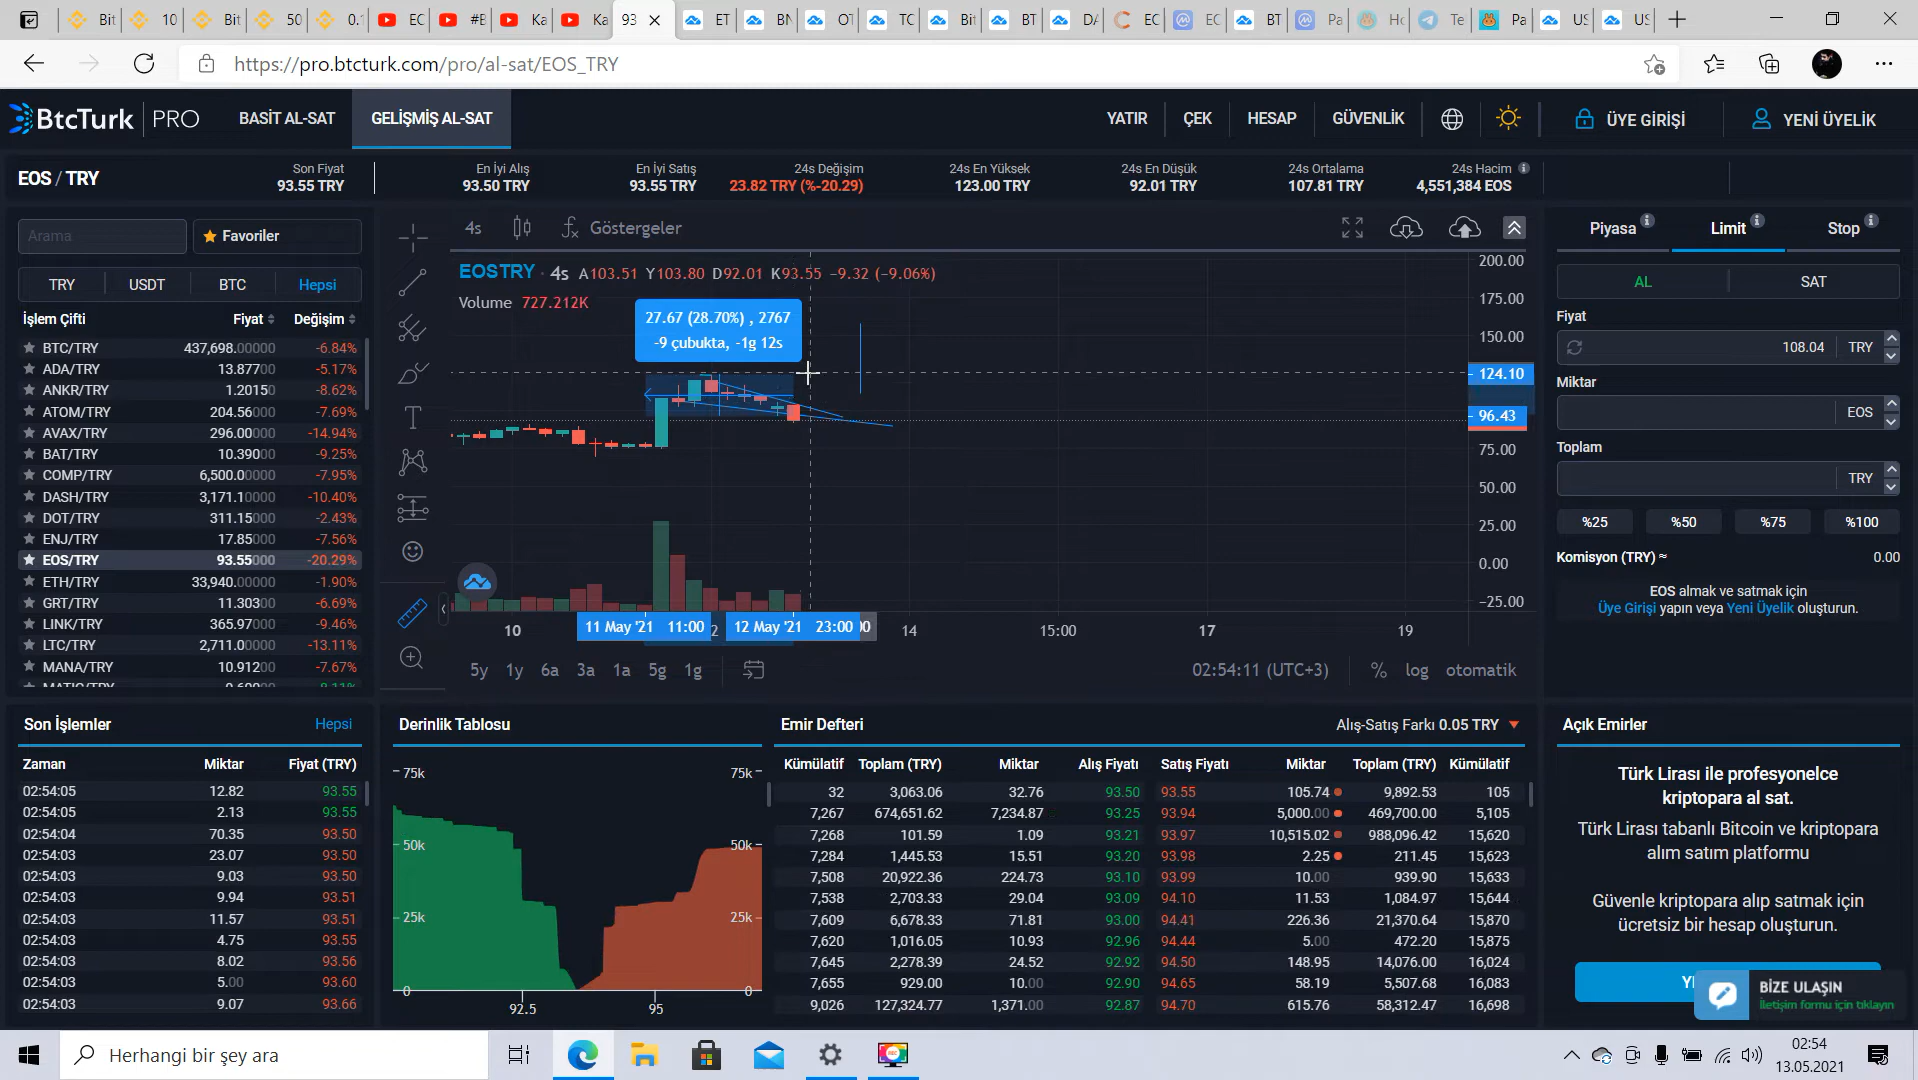 Bit
10
Bit
50
0.1
EC
#B
Ka
Ka
93
ET
BN
OT
TC
Bit
BT
DA
EC
EC
BT
Pa
Ho
Te
Pa
US
US
https://pro.btcturk.com/pro/al-sat/EOS_TRY
BtcTurk | PRO
BASİT AL-SAT
GELİŞMİŞ AL-SAT
YATIR
ÇEK
HESAP
GÜVENLİK
ÜYE GİRİŞİ
YENİ ÜYELİK
EOS / TRY
Son Fiyat
93.55 TRY
En İyi Alış
93.50 TRY
En İyi Satış
93.55 TRY
24s Değişim
23.82 TRY (%-20.29)
24s En Yüksek
123.00 TRY
24s En Düşük
92.01 TRY
24s Ortalama
107.81 TRY
24s Hacim
4,551,384 EOS
Arama
Favoriler
TRY USDT BTC Hepsi
İşlem Çifti Fiyat Değişim
BTC/TRY 437,698.00000 -6.84%
ADA/TRY 13.877000 -5.17%
ANKR/TRY 1.20150 -8.62%
ATOM/TRY 204.56000 -7.69%
AVAX/TRY 296.00000 -14.94%
BAT/TRY 10.39000 -9.25%
COMP/TRY 6,500.00000 -7.95%
DASH/TRY 3,171.10000 -10.40%
DOT/TRY 311.15000 -2.43%
ENJ/TRY 17.85000 -7.56%
EOS/TRY 93.55000 -20.29%
ETH/TRY 33,940.00000 -1.90%
GRT/TRY 11.30300 -6.69%
LINK/TRY 365.97000 -9.46%
LTC/TRY 2,711.00000 -13.11%
MANA/TRY 10.91200 -7.67%
4s
Göstergeler
EOSTRY · 4s A103.51 Y103.80 D92.01 K93.55 -9.32 (-9.06%)
Volume 727.212K
27.67 (28.70%) , 2767
-9 çubukta, -1g 12s
200.00
175.00
150.00
124.10
96.43
75.00
50.00
25.00
0.00
-25.00
10
11 May '21 11:00
2
12 May '21 23:00
14
15:00
17
19
5y 1y 6a 3a 1a 5g 1g
02:54:11 (UTC+3)
% log otomatik
Piyasa
Limit
Stop
AL
SAT
Fiyat
108.04 TRY
Miktar
EOS
Toplam
TRY
%25 %50 %75 %100
Komisyon (TRY) ≈ 0.00
EOS almak ve satmak için
Üye Girişi yapın veya Yeni Üyelik oluşturun.
Son İşlemler Hepsi
Zaman Miktar Fiyat (TRY)
02:54:05 12.82 93.55
02:54:05 2.13 93.55
02:54:04 70.35 93.50
02:54:03 23.07 93.50
02:54:03 9.03 93.50
02:54:03 9.94 93.51
02:54:03 11.57 93.51
02:54:03 4.75 93.55
02:54:03 8.02 93.56
02:54:03 5.00 93.60
02:54:03 9.07 93.66
Derinlik Tablosu
75k 75k
50k 50k
25k 25k
0 0
92.5 95
Emir Defteri
Alış-Satış Farkı 0.05 TRY
Kümülatif Toplam (TRY) Miktar Alış Fiyatı Satış Fiyatı Miktar Toplam (TRY) Kümülatif
32 3,063.06 32.76 93.50 93.55 105.74 9,892.53 105
7,267 674,651.62 7,234.87 93.25 93.94 5,000.00 469,700.00 5,105
7,268 101.59 1.09 93.21 93.97 10,515.02 988,096.42 15,620
7,284 1,445.53 15.51 93.20 93.98 2.25 211.45 15,623
7,508 20,922.36 224.73 93.10 93.99 10.00 939.90 15,633
7,538 2,703.33 29.04 93.09 94.10 11.53 1,084.97 15,644
7,609 6,678.33 71.81 93.00 94.41 226.36 21,370.64 15,870
7,620 1,016.05 10.93 92.96 94.44 5.00 472.20 15,875
7,645 2,278.39 24.52 92.92 94.50 148.95 14,076.00 16,024
7,655 929.00 10.00 92.90 94.65 58.19 5,507.68 16,083
9,026 127,324.77 1,371.00 92.87 94.70 615.76 58,312.47 16,698
Açık Emirler
Türk Lirası ile profesyonelce
kriptopara al sat.
Türk Lirası tabanlı Bitcoin ve kriptopara
alım satım platformu
Güvenle kriptopara alıp satmak için
ücretsiz bir hesap oluşturun.
BİZE ULAŞIN
İletişim formu için tıklayın
Herhangi bir şey ara
02:54
13.05.2021